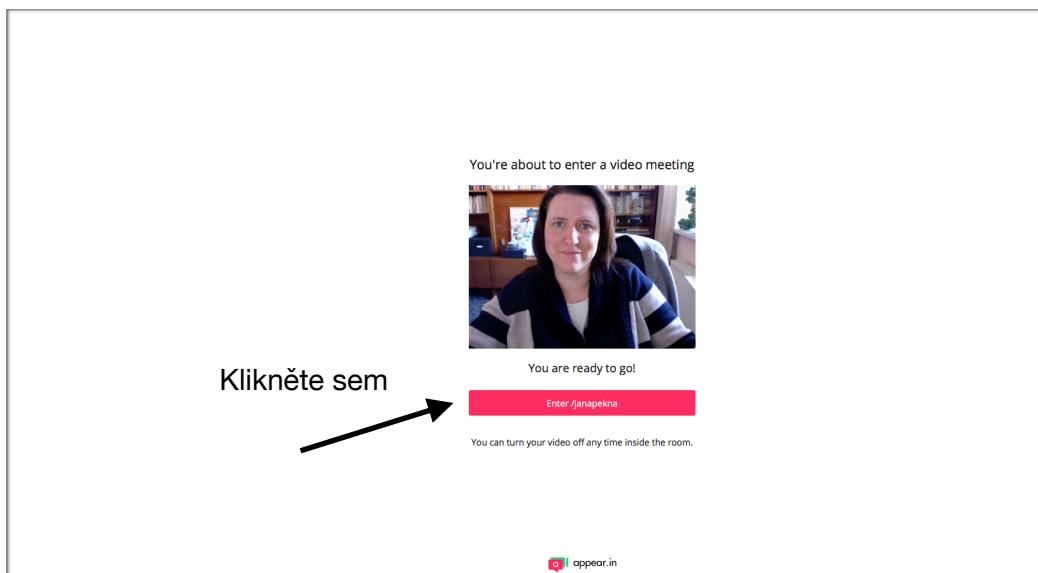 You're about to enter a video meeting
You are ready to go!
Klikněte sem
Enter /janapekna
You can turn your video off any time inside the room.
a appear.in